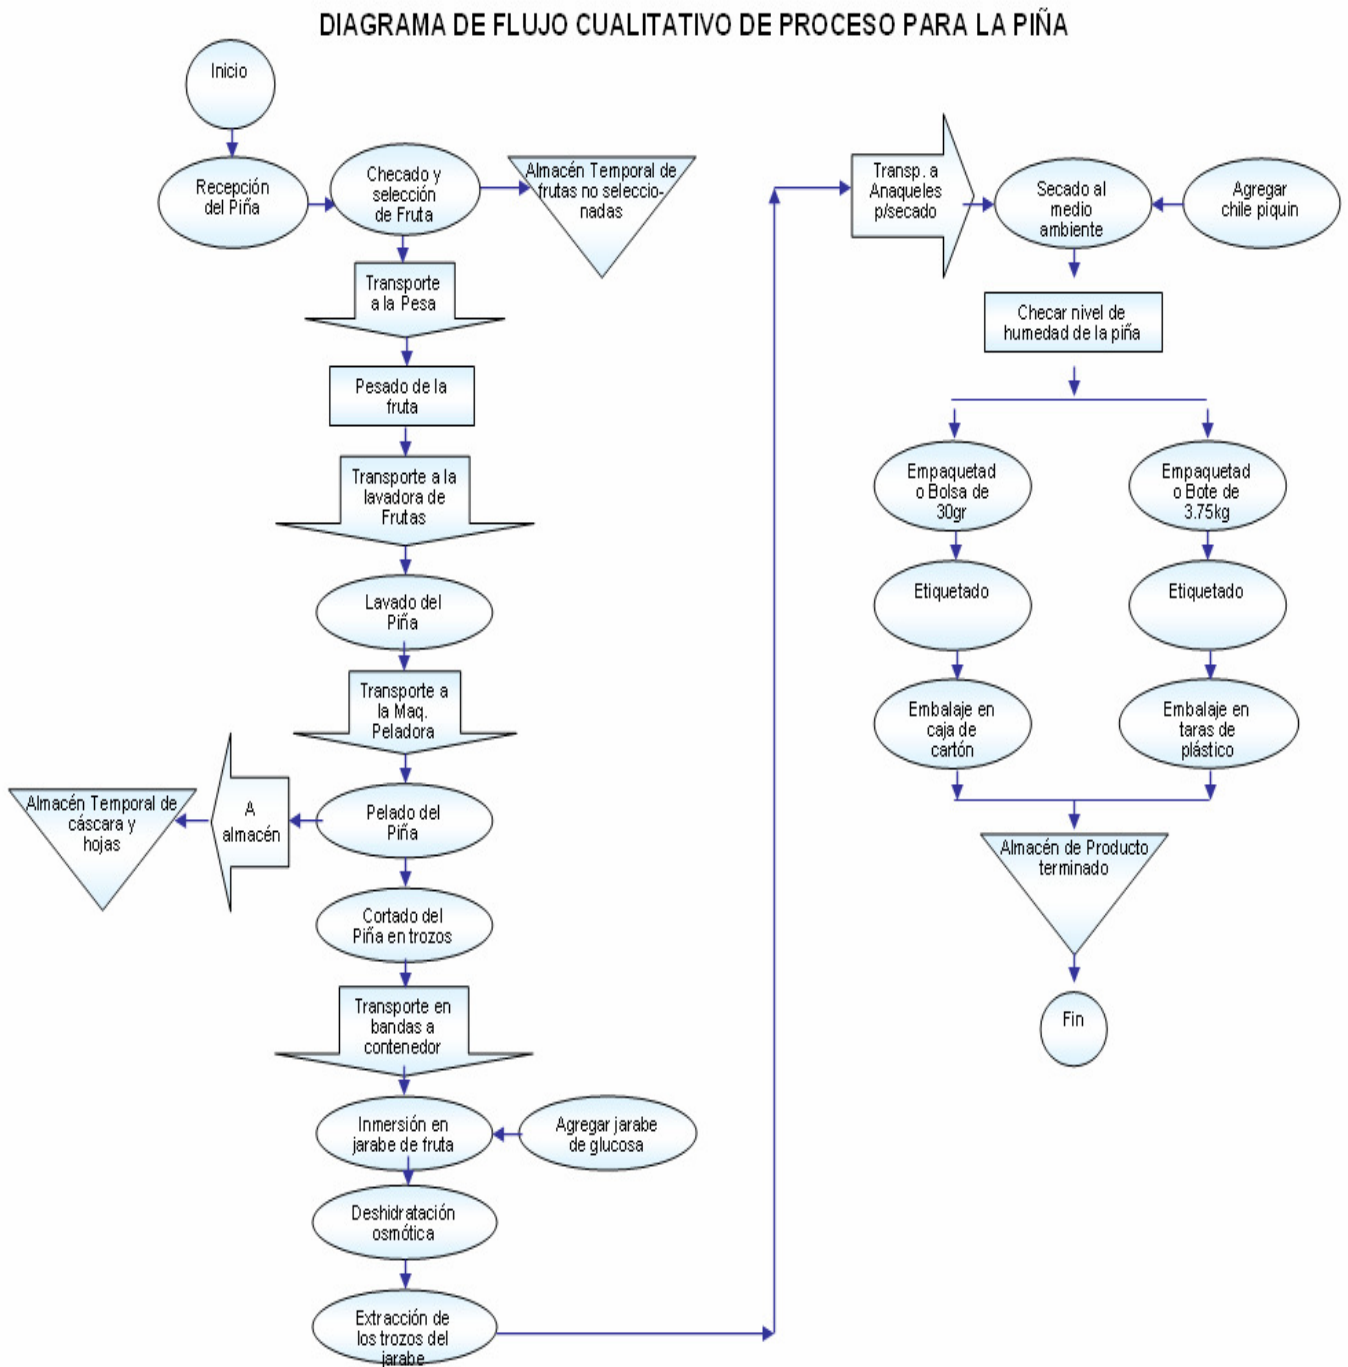 DIAGRAMA DE FLUJO CUALITATIVO DE PROCESO PARA LA PIÑA
Inicio
Recepción
del Piña
Checado y
selección
de Fruta
Almacén Temporal de
frutas no seleccio-
nadas
Transporte
a la Pesa
Pesado de la
fruta
Transporte a la
lavadora de
Frutas
Lavado del
Piña
Transporte a
la Maq.
Peladora
Pelado del
Piña
A
almacén
Almacén Temporal de
cáscara y
hojas
Cortado del
Piña en trozos
Transporte en
bandas a
contenedor
Inmersión en
jarabe de fruta
Agregar jarabe
de glucosa
Deshidratación
osmótica
Extracción de
los trozos del
jarabe
Transp. a
Anaqueles
p/secado
Secado al
medio
ambiente
Agregar
chile piquin
Checar nivel de
humedad de la piña
Empaquetad
o Bolsa de
30gr
Etiquetado
Embalaje en
caja de
cartón
Empaquetad
o Bote de
3.75kg
Etiquetado
Embalaje en
taras de
plástico
Almacén de Producto
terminado
Fin